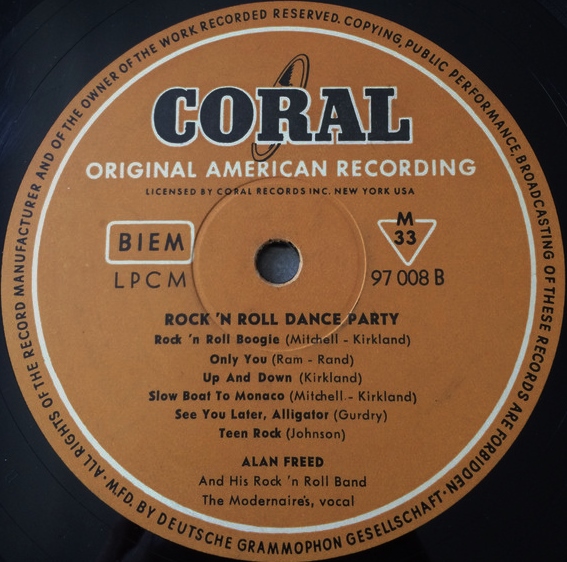 ALL RIGHTS OF THE RECORD MANUFACTURER AND OF THE OWNER OF THE WORK RECORDED RESERVED. COPYING, PUBLIC PERFORMANCE, BROADCASTING OF THESE RECORDS ARE FORBIDDEN · MFD. BY DEUTSCHE GRAMMOPHON GESELLSCHAFT ·
CORAL
ORIGINAL AMERICAN RECORDING
LICENSED BY CORAL RECORDS INC. NEW YORK USA
BIEM
LPCM
M
33
97 008 B
ROCK 'N ROLL DANCE PARTY
Rock 'n Roll Boogie (Mitchell - Kirkland)
Only You (Ram - Rand)
Up And Down (Kirkland)
Slow Boat To Monaco (Mitchell - Kirkland)
See You Later, Alligator (Gurdry)
Teen Rock (Johnson)
ALAN FREED
And His Rock 'n Roll Band
The Modernaire's, vocal